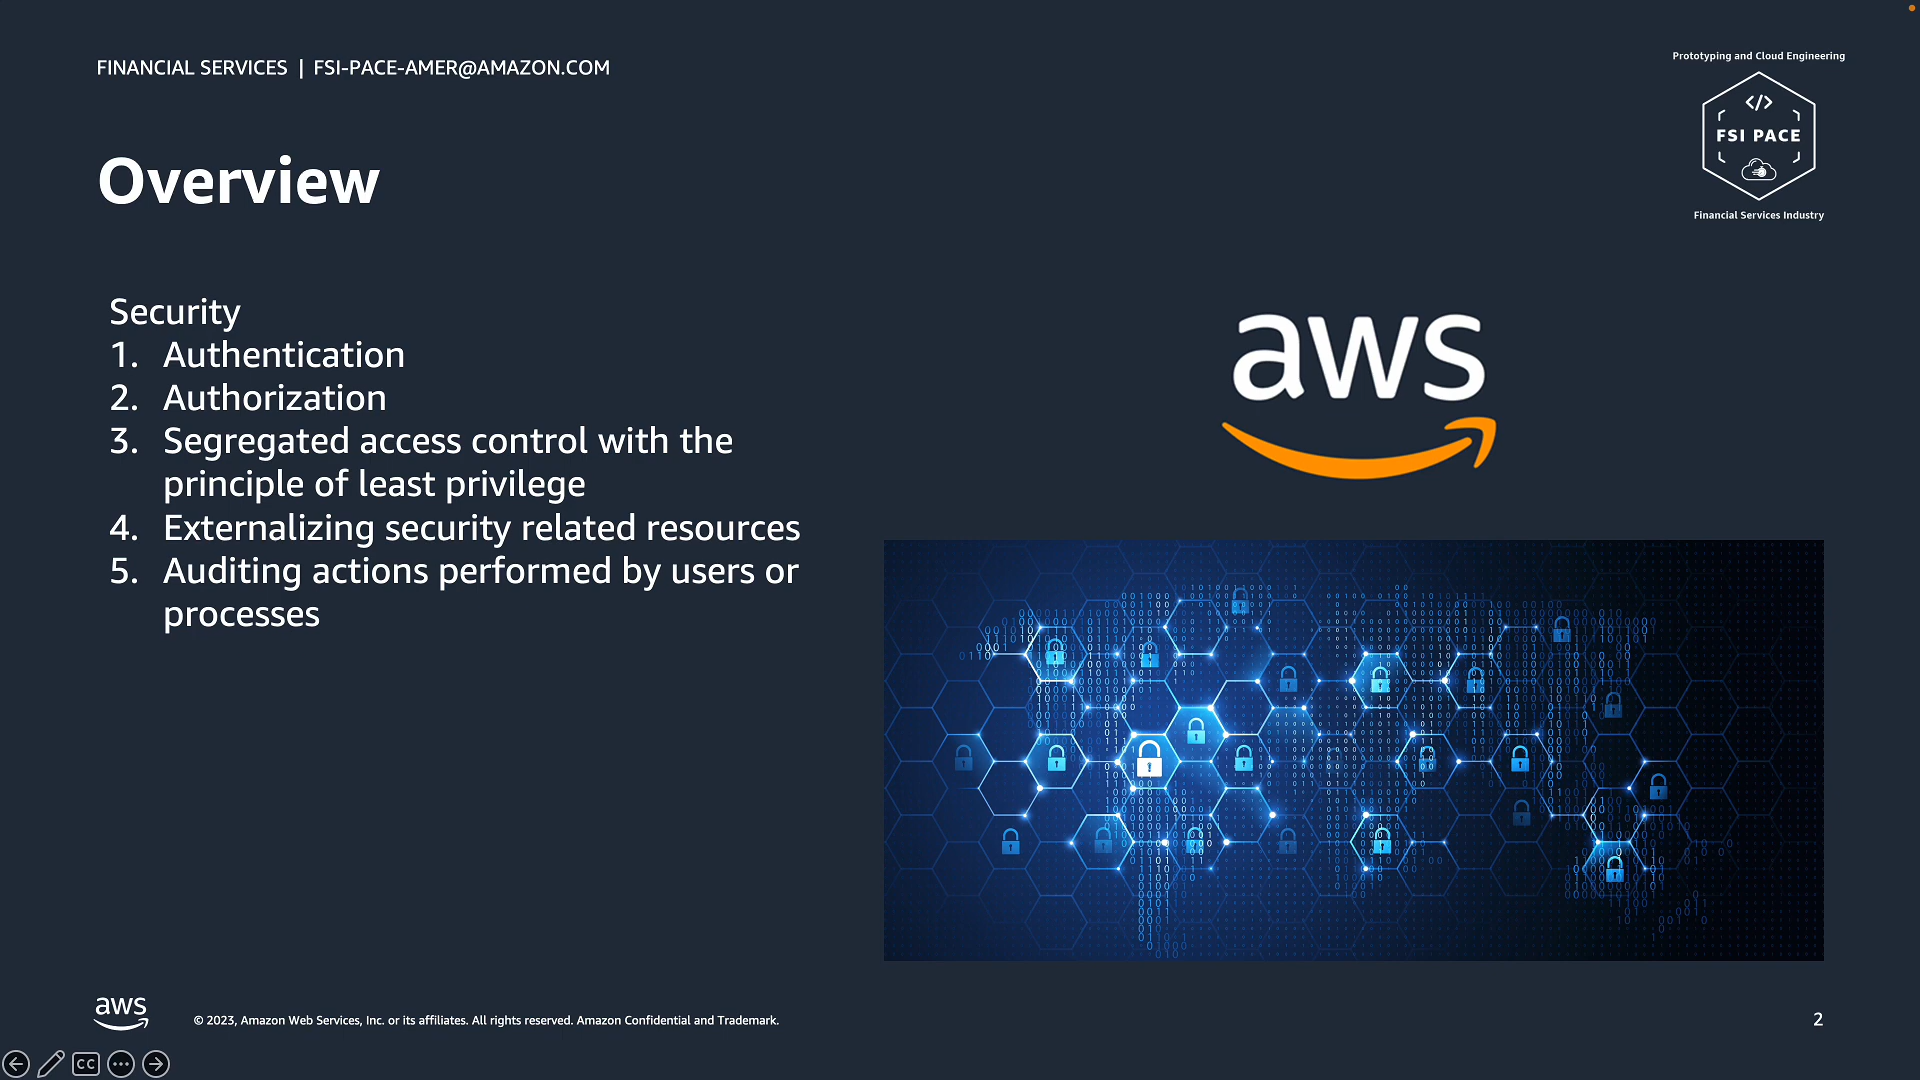 FINANCIAL SERVICES | FSI-PACE-AMER@AMAZON.COM
Prototyping and Cloud Engineering
</>
FSI PACE
Financial Services Industry
Overview
Security
1. Authentication
2. Authorization
3. Segregated access control with the
principle of least privilege
4. Externalizing security related resources
5. Auditing actions performed by users or
processes
aws
aws
© 2023, Amazon Web Services, Inc. or its affiliates. All rights reserved. Amazon Confidential and Trademark.
2
CC